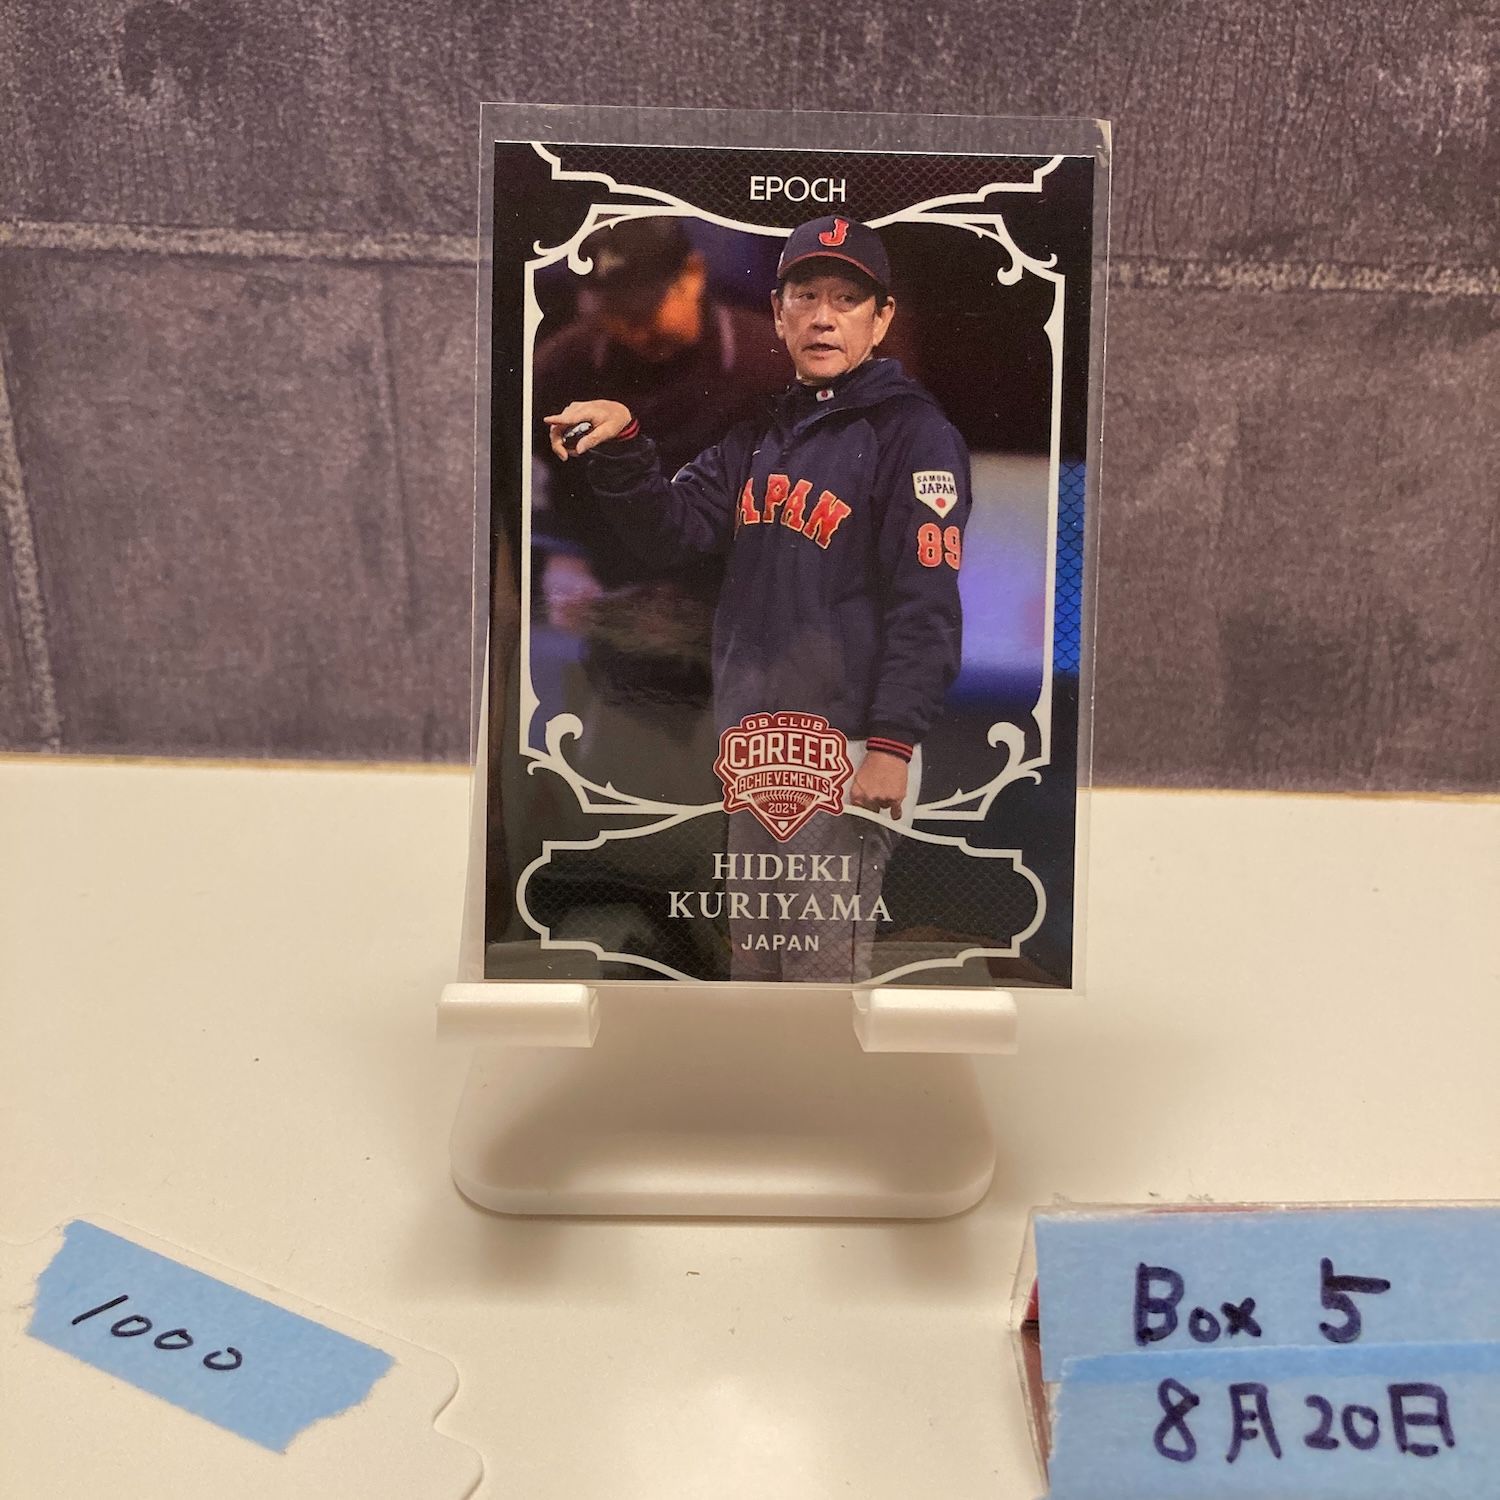 EPOCH
J
JAPAN
SAMURAI
JAPAN
89
OB CLUB
CAREER
ACHIEVEMENTS
2024
HIDEKI
KURIYAMA
JAPAN
1000
Box 5
8月20日